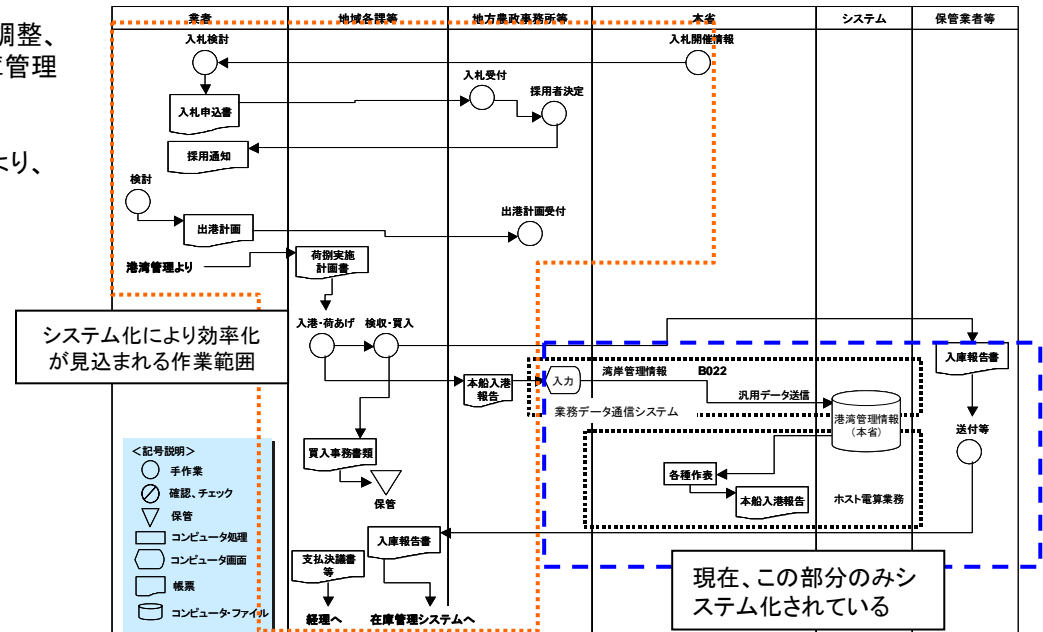 調整、
管理
より、
業者
地域各課等
地方農政事務所等
本省
システム
保管業者等
入札検討
入札開催情報
入札受付
採用者決定
入札申込書
採用通知
検討
出港計画
出港計画受付
港湾管理より
荷捌実施
計画書
入港・荷あげ
検収・買入
システム化により効率化
が見込まれる作業範囲
本船入港
報告
入力
湾岸管理情報 B022
汎用データ送信
業務データ通信システム
港湾管理情報
(本省)
入庫報告書
送付等
買入事務書類
保管
各種作表
本船入港報告
ホスト電算業務
入庫報告書
支払決議書
等
経理へ
在庫管理システムへ
現在、この部分のみシ
ステム化されている
<記号説明>
手作業
確認、チェック
保管
コンピュータ処理
コンピュータ画面
帳票
コンピュータ・ファイル